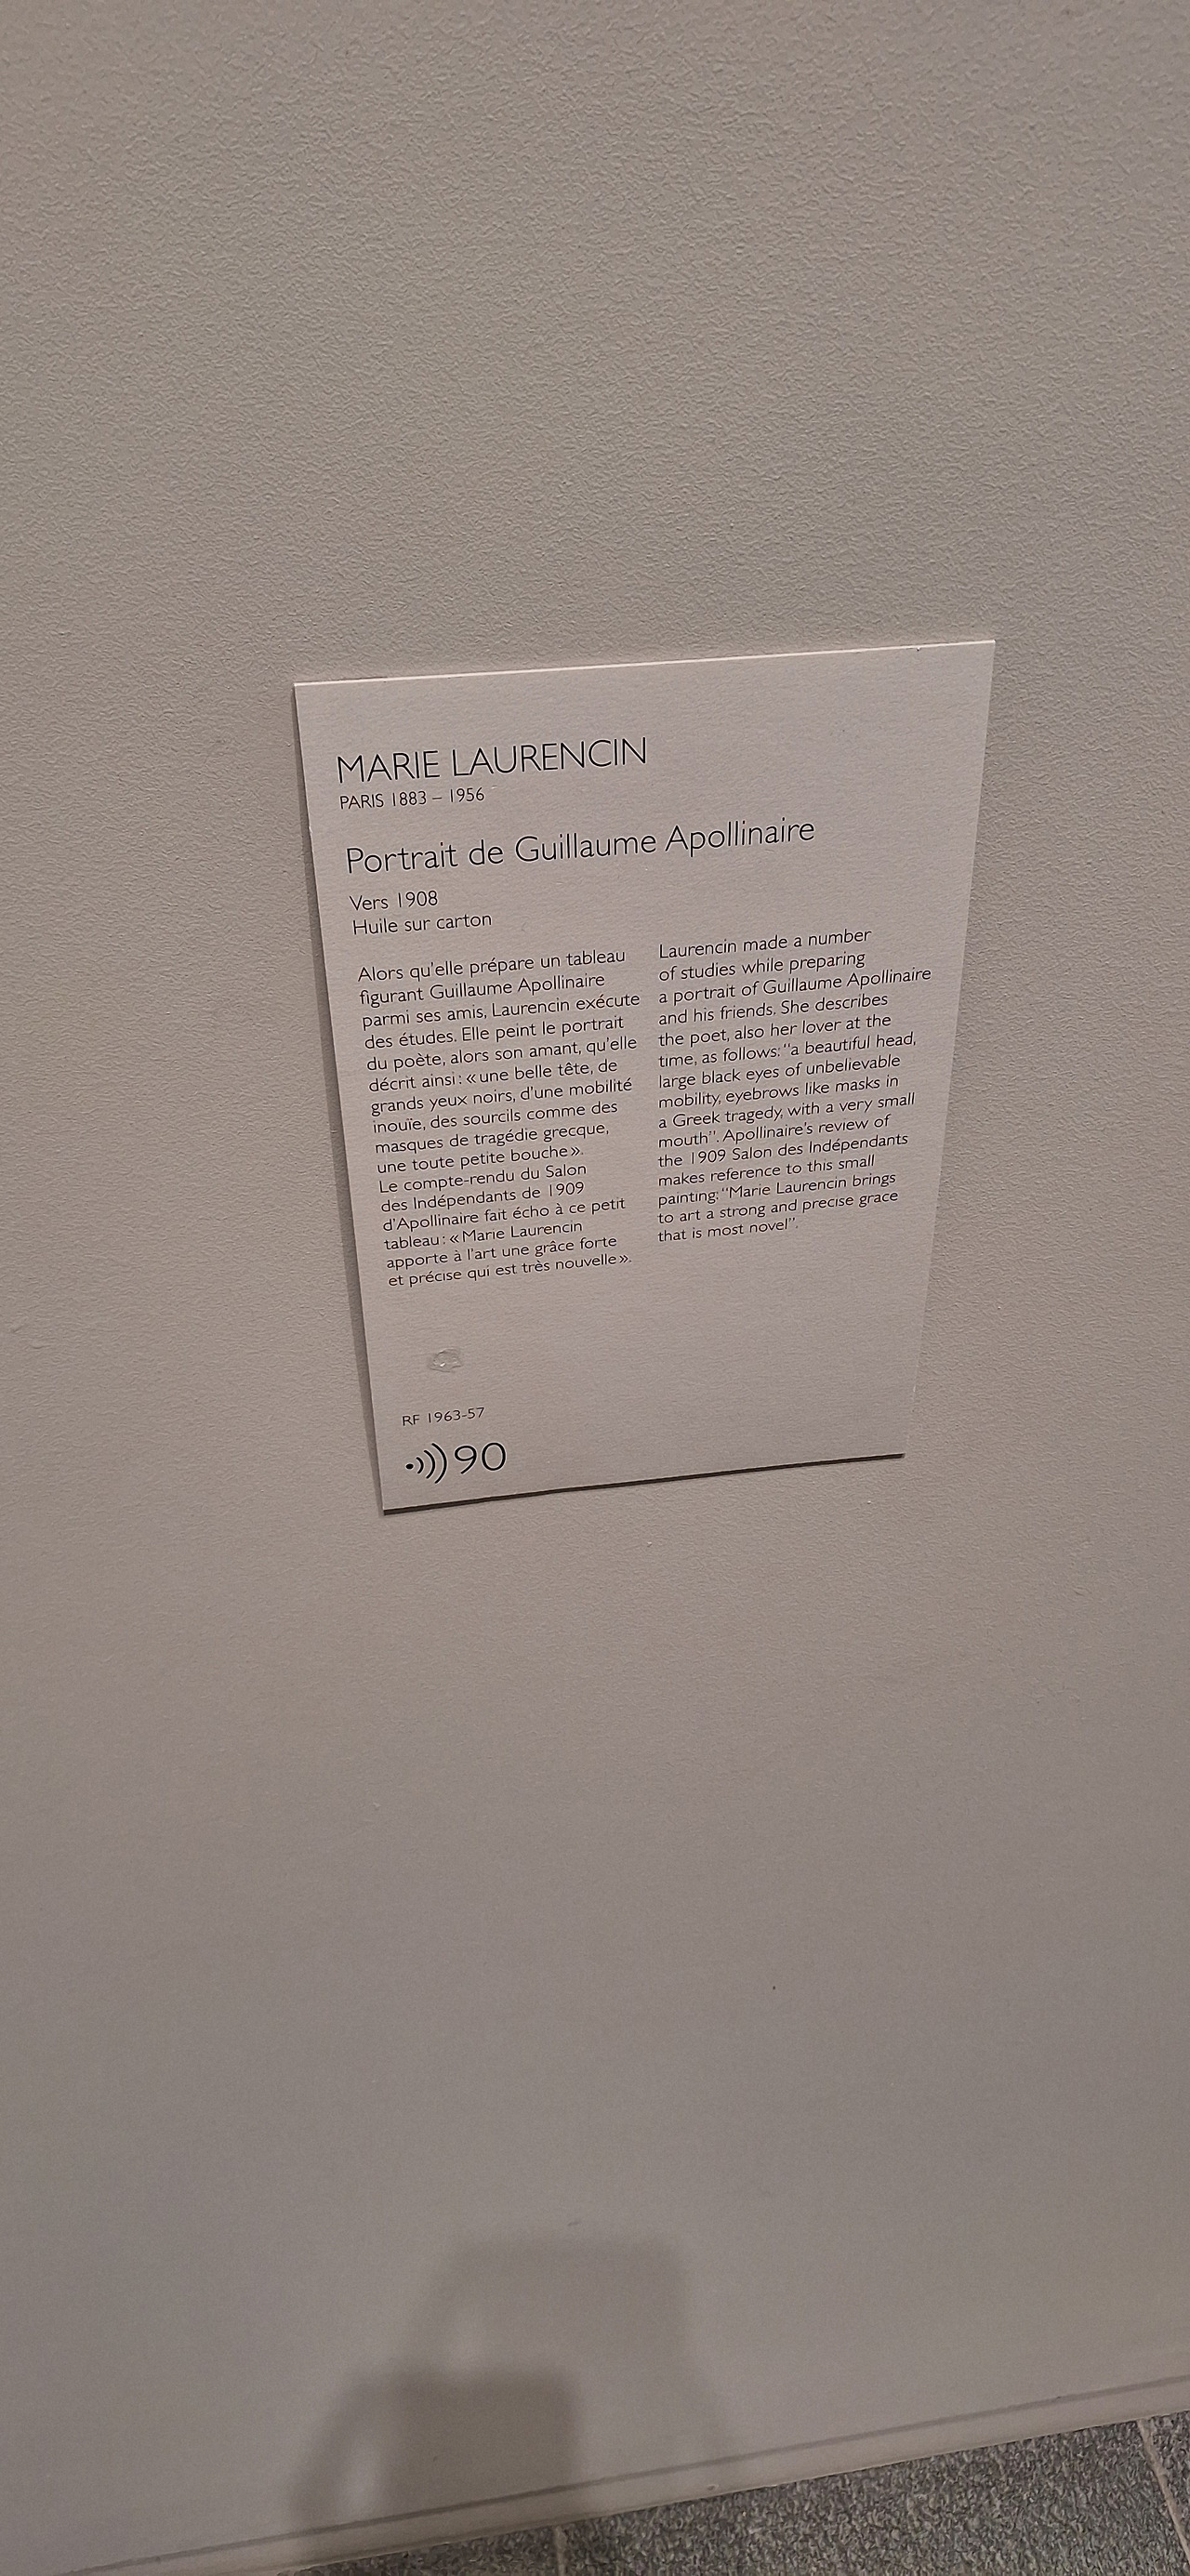 MARIE LAURENCIN
PARIS 1883 – 1956
Portrait de Guillaume Apollinaire
Vers 1908
Huile sur carton
Alors qu'elle prépare un tableau
figurant Guillaume Apollinaire
parmi ses amis, Laurencin exécute
des études. Elle peint le portrait
du poète, alors son amant, qu'elle
décrit ainsi : « une belle tête, de
grands yeux noirs, d'une mobilité
inouïe, des sourcils comme des
masques de tragédie grecque,
une toute petite bouche ».
Le compte-rendu du Salon
des Indépendants de 1909
d'Apollinaire fait écho à ce petit
tableau : « Marie Laurencin
apporte à l'art une grâce forte
et précise qui est très nouvelle ».
Laurencin made a number
of studies while preparing
a portrait of Guillaume Apollinaire
and his friends. She describes
the poet, also her lover at the
time, as follows: "a beautiful head,
large black eyes of unbelievable
mobility, eyebrows like masks in
a Greek tragedy, with a very small
mouth". Apollinaire's review of
the 1909 Salon des Indépendants
makes reference to this small
painting: "Marie Laurencin brings
to art a strong and precise grace
that is most novel".
RF 1963-57
90